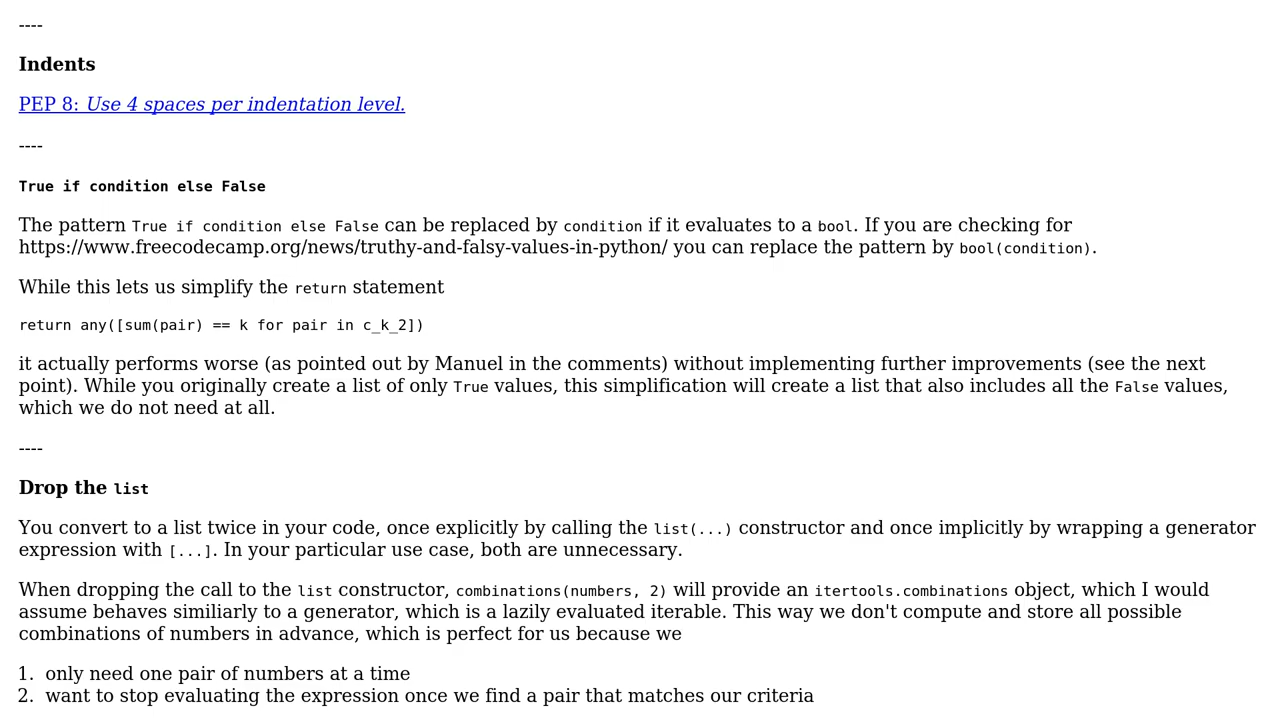 ----
Indents
PEP 8: Use 4 spaces per indentation level.
----
True if condition else False
The pattern True if condition else False can be replaced by condition if it evaluates to a bool. If you are checking for
https://www.freecodecamp.org/news/truthy-and-falsy-values-in-python/ you can replace the pattern by bool(condition).
While this lets us simplify the return statement
return any([sum(pair) == k for pair in c_k_2])
it actually performs worse (as pointed out by Manuel in the comments) without implementing further improvements (see the next
point). While you originally create a list of only True values, this simplification will create a list that also includes all the False values,
which we do not need at all.
----
Drop the list
You convert to a list twice in your code, once explicitly by calling the list(...) constructor and once implicitly by wrapping a generator
expression with [...]. In your particular use case, both are unnecessary.
When dropping the call to the list constructor, combinations(numbers, 2) will provide an itertools.combinations object, which I would
assume behaves similiarly to a generator, which is a lazily evaluated iterable. This way we don't compute and store all possible
combinations of numbers in advance, which is perfect for us because we
1. only need one pair of numbers at a time
2. want to stop evaluating the expression once we find a pair that matches our criteria